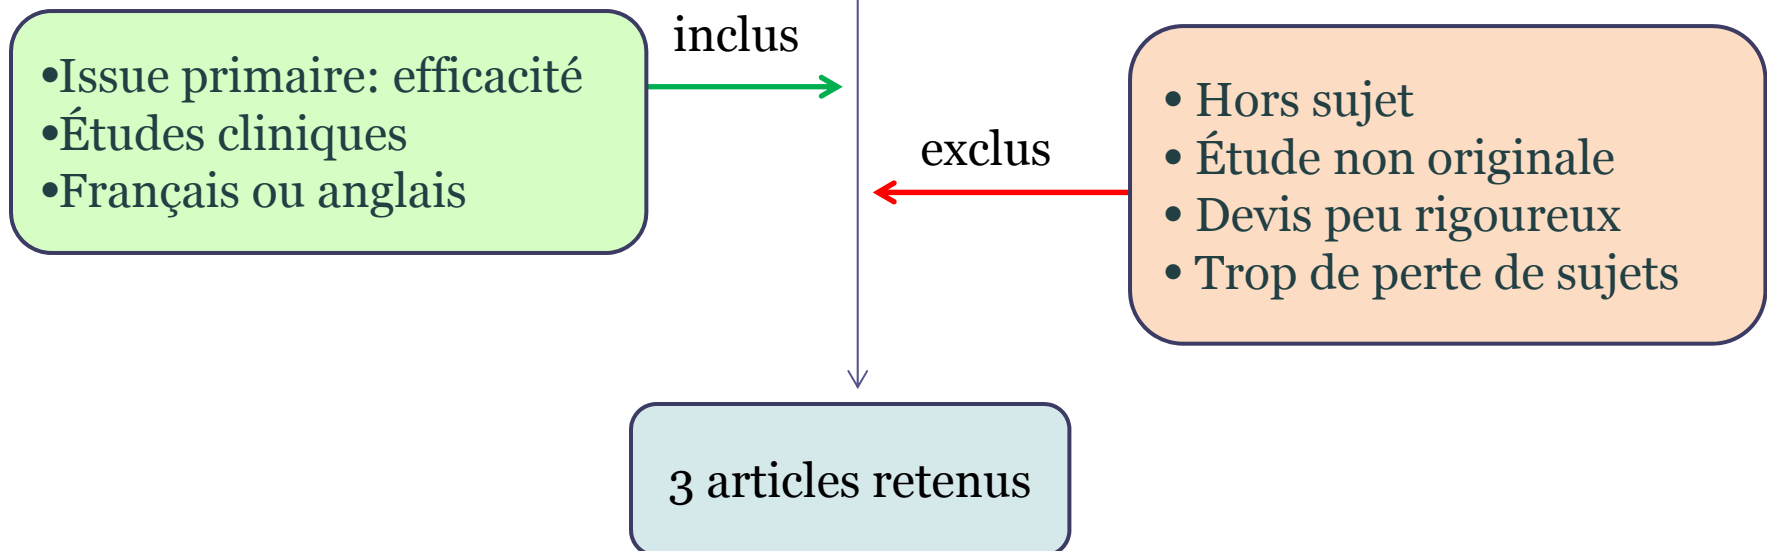 inclus
•Issue primaire: efficacité
•Études cliniques
•Français ou anglais
exclus
• Hors sujet
• Étude non originale
• Devis peu rigoureux
• Trop de perte de sujets
3 articles retenus